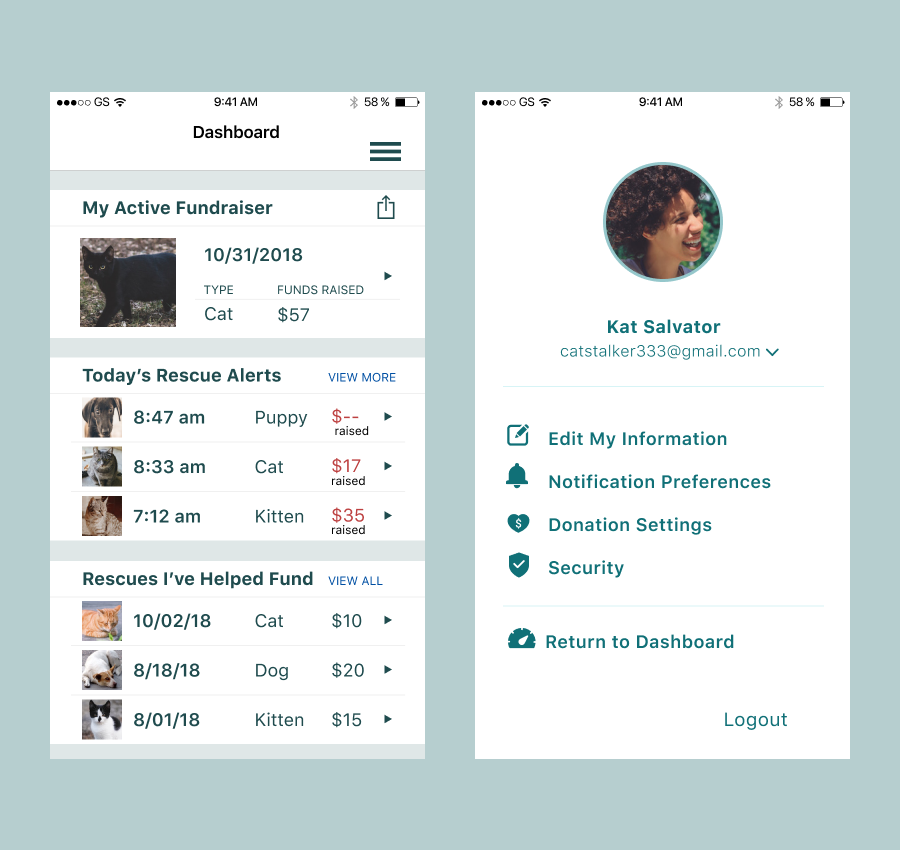 GS 9:41 AM 58 %
Dashboard
My Active Fundraiser
10/31/2018
TYPE FUNDS RAISED
Cat $57
Today’s Rescue Alerts VIEW MORE
8:47 am Puppy $-- raised
8:33 am Cat $17 raised
7:12 am Kitten $35 raised
Rescues I’ve Helped Fund VIEW ALL
10/02/18 Cat $10
8/18/18 Dog $20
8/01/18 Kitten $15
GS 9:41 AM 58 %
Kat Salvator
catstalker333@gmail.com
Edit My Information
Notification Preferences
$ Donation Settings
Security
Return to Dashboard
Logout